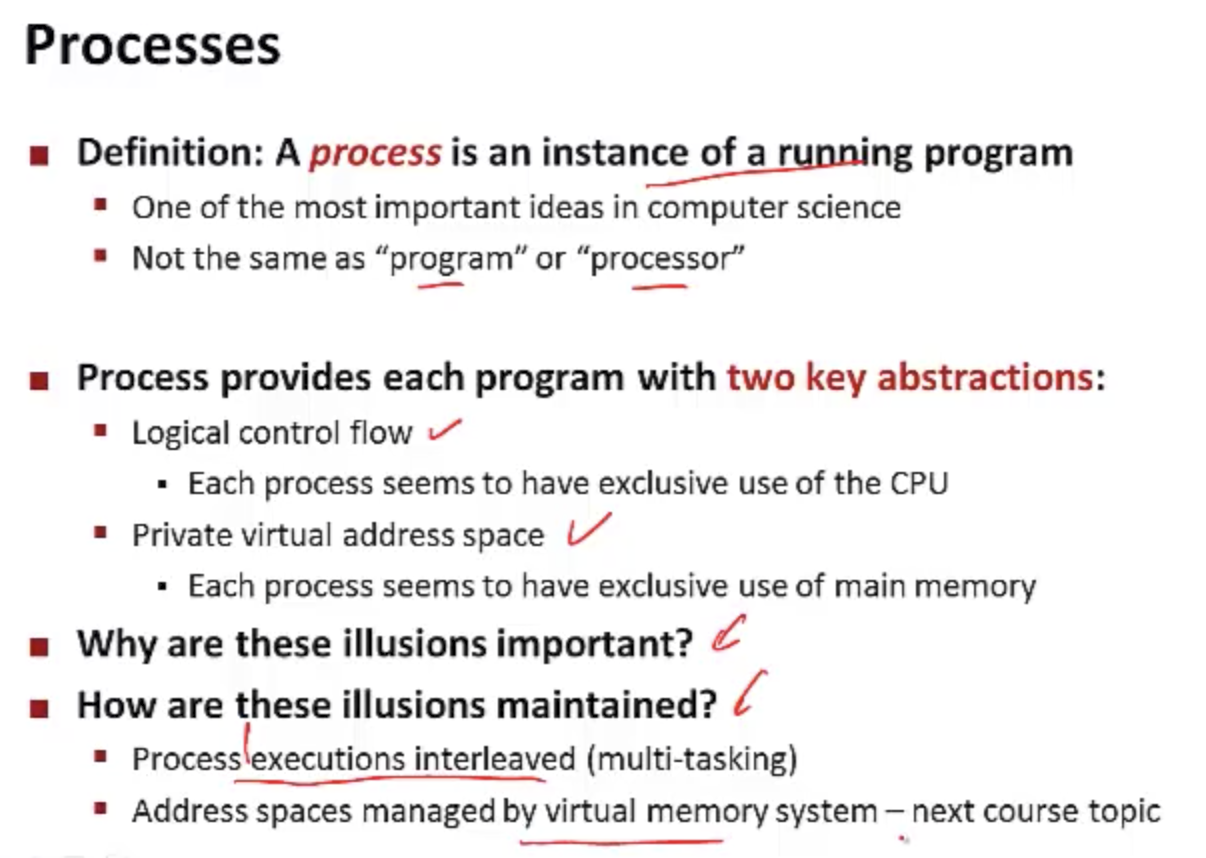 Processes
Definition: A process is an instance of a running program
One of the most important ideas in computer science
Not the same as “program” or “processor”
Process provides each program with two key abstractions:
Logical control flow
Each process seems to have exclusive use of the CPU
Private virtual address space
Each process seems to have exclusive use of main memory
Why are these illusions important?
How are these illusions maintained?
Process executions interleaved (multi-tasking)
Address spaces managed by virtual memory system – next course topic